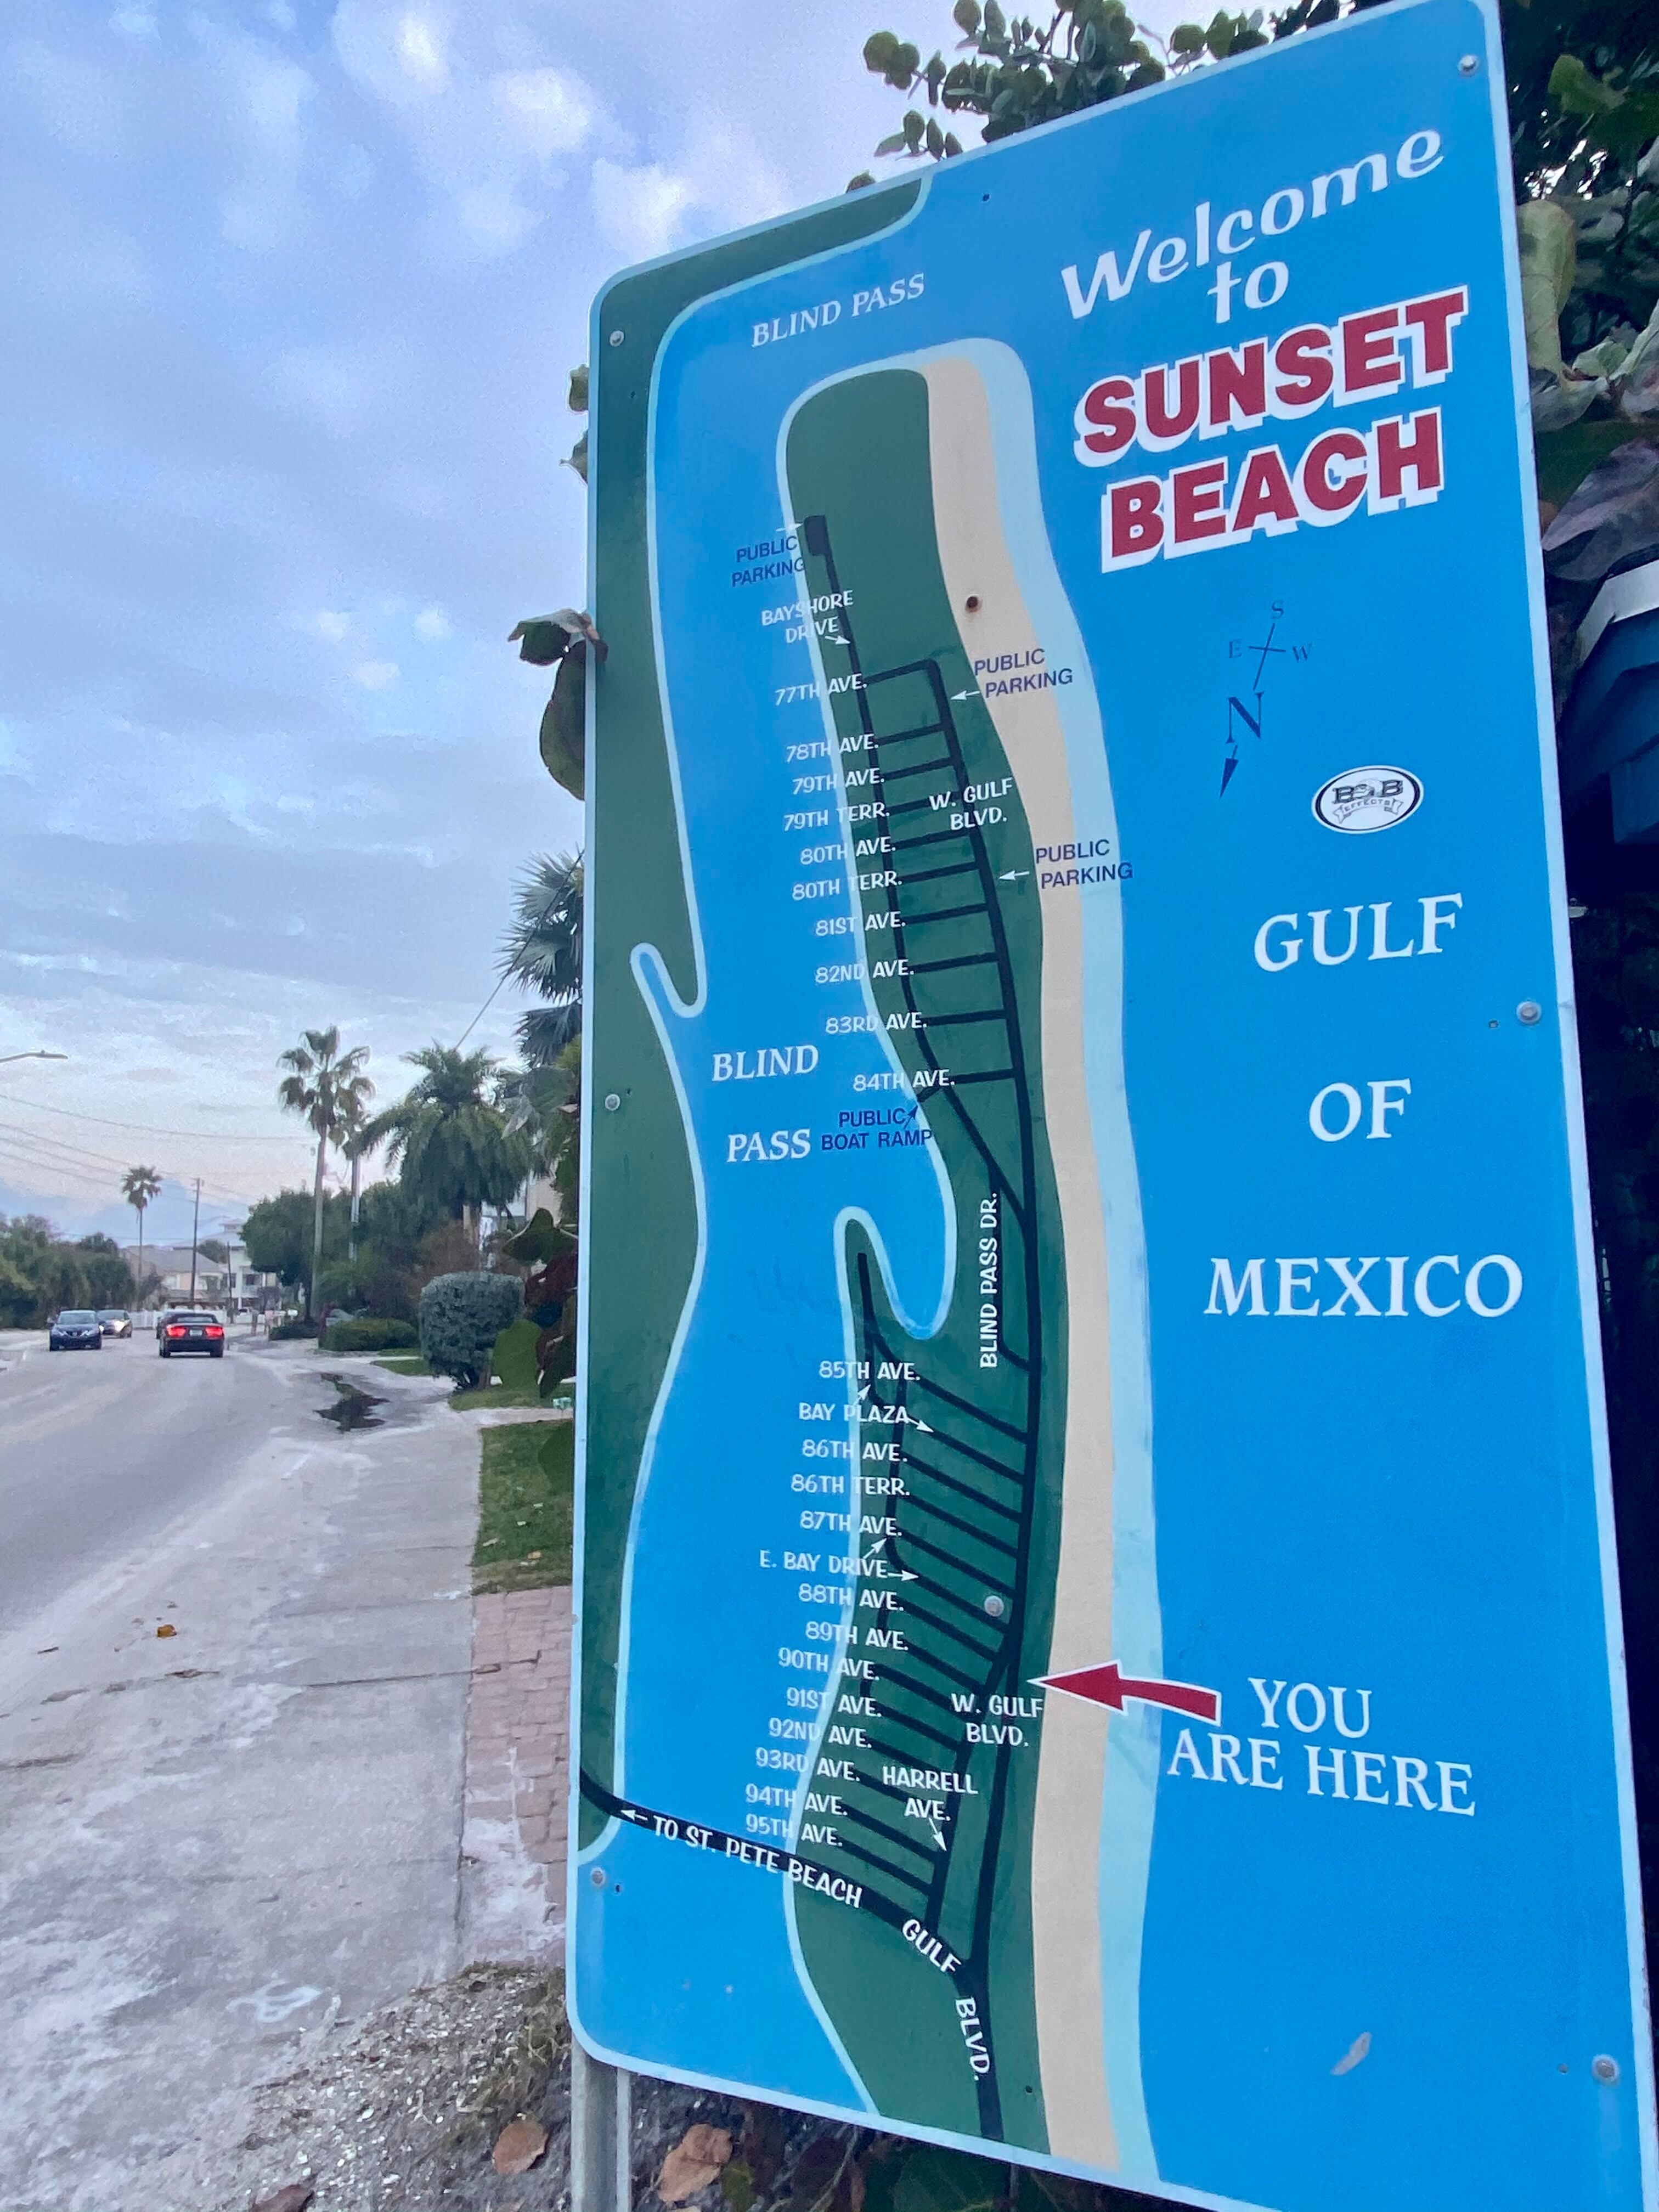 Welcome
to
SUNSET
BEACH
BLIND PASS
PUBLIC
PARKING
BAYSHORE
DRIVE
77TH AVE.
PUBLIC
PARKING
S
E W
N
78TH AVE.
79TH AVE.
79TH TERR.
W. GULF
BLVD.
80TH AVE.
80TH TERR.
PUBLIC
PARKING
81ST AVE.
82ND AVE.
83RD AVE.
84TH AVE.
BLIND
PASS
PUBLIC
BOAT RAMP
BLIND PASS DR.
B&B
EFFECTS
GULF
OF
MEXICO
85TH AVE.
BAY PLAZA
86TH AVE.
86TH TERR.
87TH AVE.
E. BAY DRIVE
88TH AVE.
89TH AVE.
90TH AVE.
91ST AVE.
92ND AVE.
93RD AVE.
94TH AVE.
95TH AVE.
W. GULF
BLVD.
HARRELL
AVE.
YOU
ARE HERE
TO ST. PETE BEACH
GULF
BLVD.